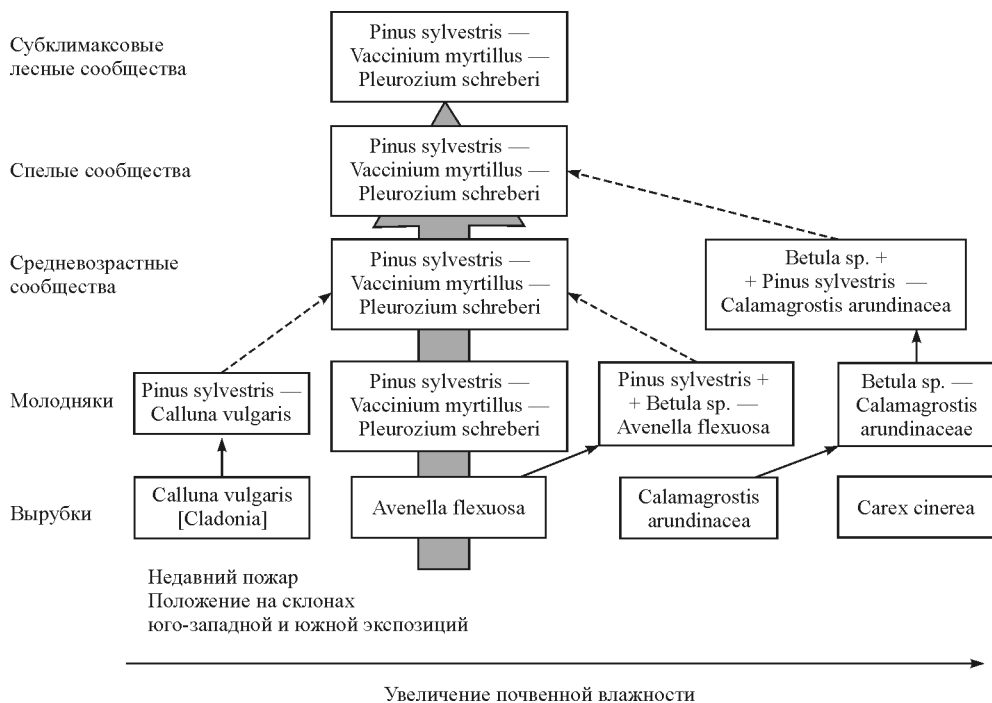 Субклимаксовые
лесные сообщества
Pinus sylvestris —
Vaccinium myrtillus —
Pleurozium schreberi
Спелые сообщества
Pinus sylvestris —
Vaccinium myrtillus —
Pleurozium schreberi
Средневозрастные
сообщества
Pinus sylvestris —
Vaccinium myrtillus —
Pleurozium schreberi
Betula sp. +
+ Pinus sylvestris —
Calamagrostis arundinacea
Молодняки
Pinus sylvestris —
Calluna vulgaris
Pinus sylvestris —
Vaccinium myrtillus —
Pleurozium schreberi
Pinus sylvestris +
+ Betula sp. —
Avenella flexuosa
Betula sp. —
Calamagrostis
arundinaceae
Вырубки
Calluna vulgaris
[Cladonia]
Avenella flexuosa
Calamagrostis
arundinacea
Carex cinerea
Недавний пожар
Положение на склонах
юго-западной и южной экспозиций
Увеличение почвенной влажности